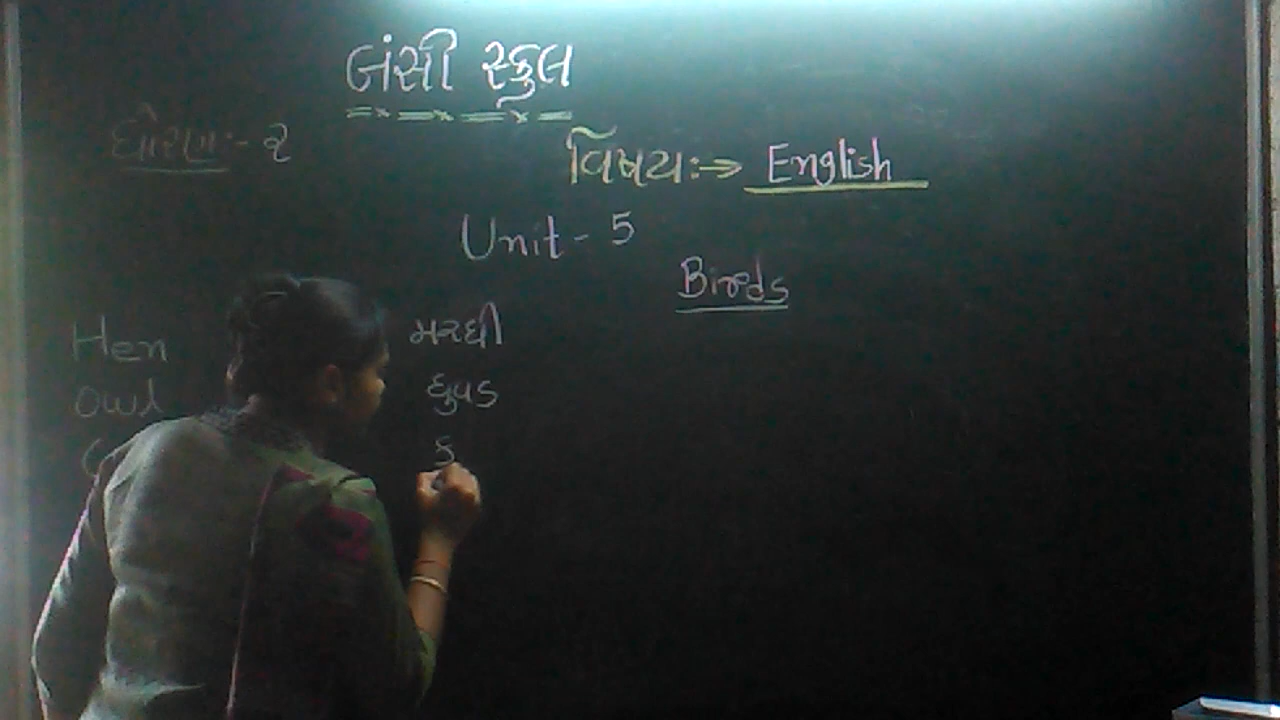 બંસી સ્કુલ
ધોરણઃ- ૨
વિષયઃ→ English
Unit - 5
Birds
Hen મરઘી
Owl ઘુવડ
C ક